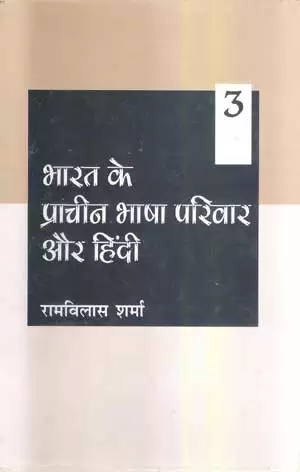 3
भारत के
प्राचीन भाषा परिवार
और हिंदी
रामविलास शर्मा